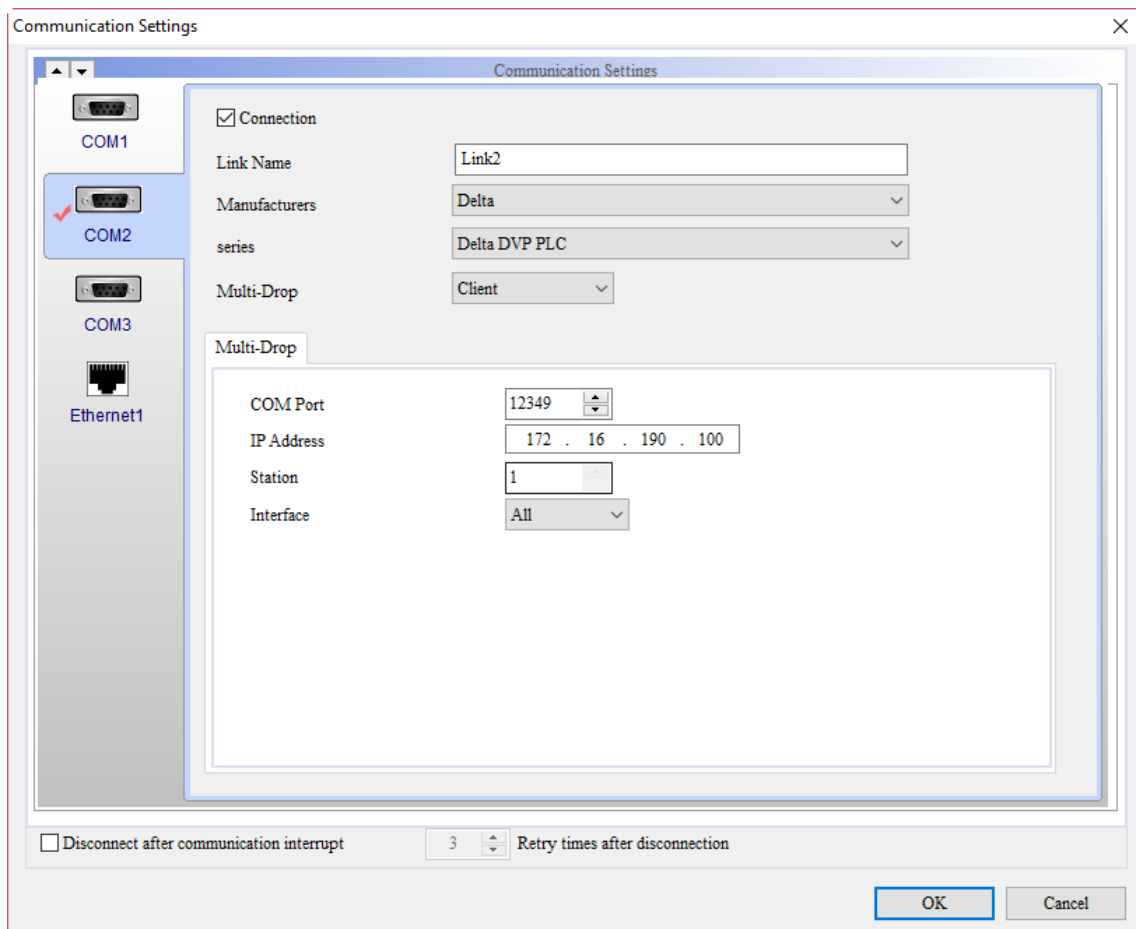 Communication Settings
Communication Settings
COM1
COM2
COM3
Ethernet1
Connection
Link Name Link2
Manufacturers Delta
series Delta DVP PLC
Multi-Drop Client
Multi-Drop
COM Port 12349
IP Address 172 . 16 . 190 . 100
Station 1
Interface All
Disconnect after communication interrupt 3 Retry times after disconnection
OK Cancel